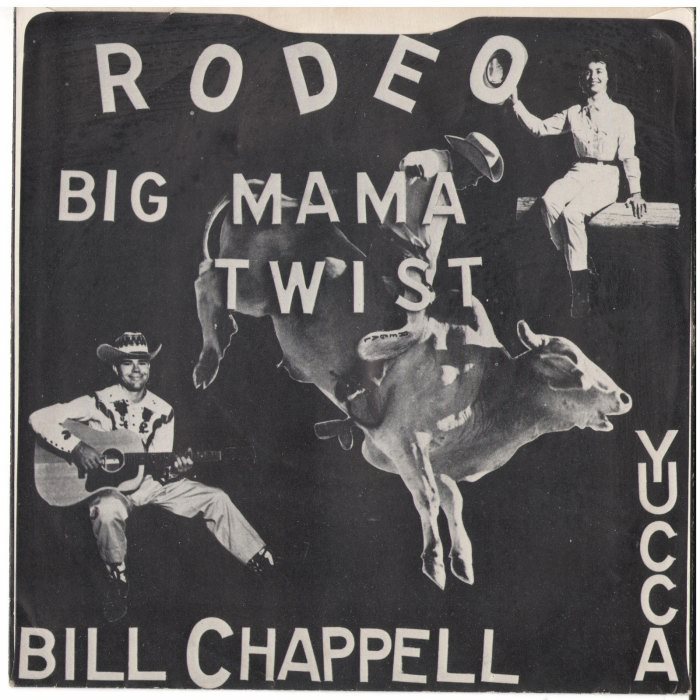 RODEO
BIG MAMA
TWIST
YUCCA
BILL CHAPPELL